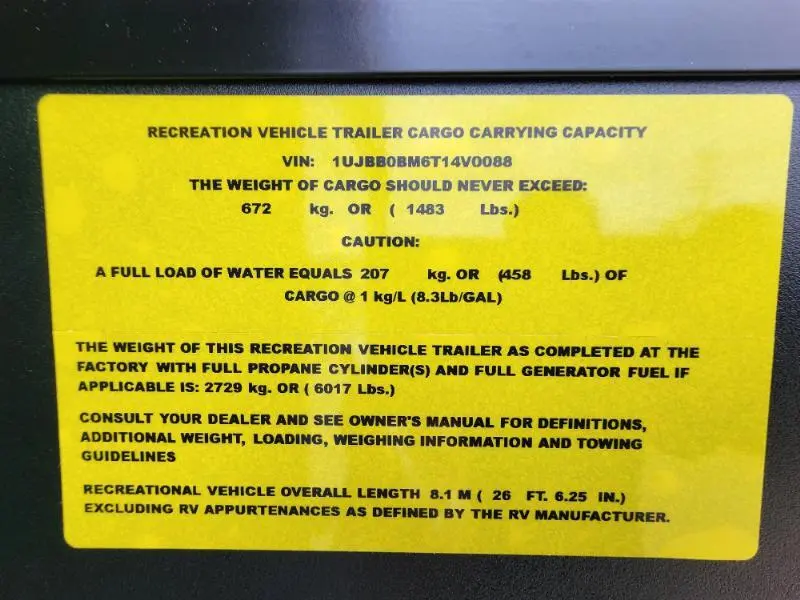 RECREATION VEHICLE TRAILER CARGO CARRYING CAPACITY
VIN: 1UJBB0BM6T14V0088
THE WEIGHT OF CARGO SHOULD NEVER EXCEED:
672 kg. OR ( 1483 Lbs.)
CAUTION:
A FULL LOAD OF WATER EQUALS 207 kg. OR (458 Lbs.) OF
CARGO @ 1 kg/L (8.3Lb/GAL)
THE WEIGHT OF THIS RECREATION VEHICLE TRAILER AS COMPLETED AT THE
FACTORY WITH FULL PROPANE CYLINDER(S) AND FULL GENERATOR FUEL IF
APPLICABLE IS: 2729 kg. OR ( 6017 Lbs.)
CONSULT YOUR DEALER AND SEE OWNER'S MANUAL FOR DEFINITIONS,
ADDITIONAL WEIGHT, LOADING, WEIGHING INFORMATION AND TOWING
GUIDELINES
RECREATIONAL VEHICLE OVERALL LENGTH 8.1 M ( 26 FT. 6.25 IN.)
EXCLUDING RV APPURTENANCES AS DEFINED BY THE RV MANUFACTURER.